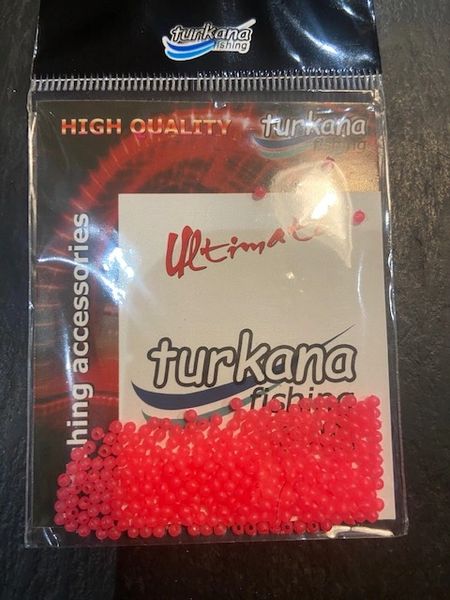 turkana
fishing
HIGH QUALITY turkana
fishing
hing accessories
turkana
fishing